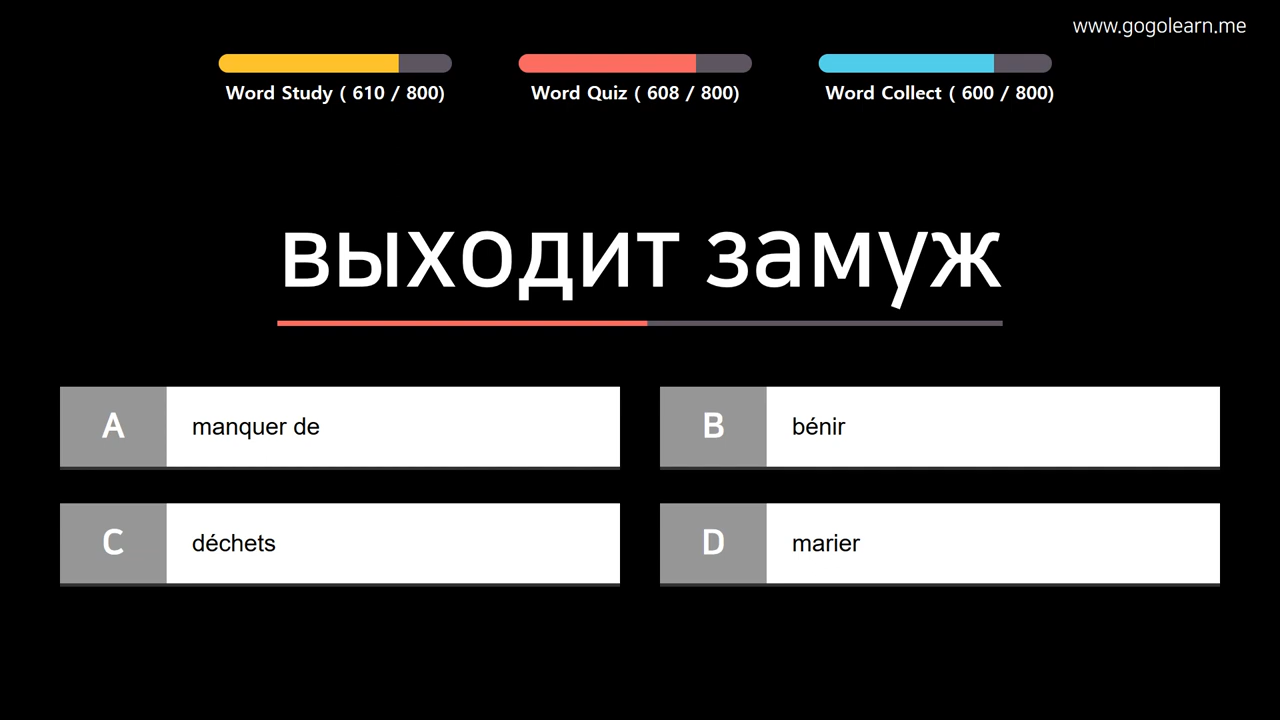 www.gogolearn.me
Word Study ( 610 / 800)
Word Quiz ( 608 / 800)
Word Collect ( 600 / 800)
выходит замуж
A manquer de
B bénir
C déchets
D marier